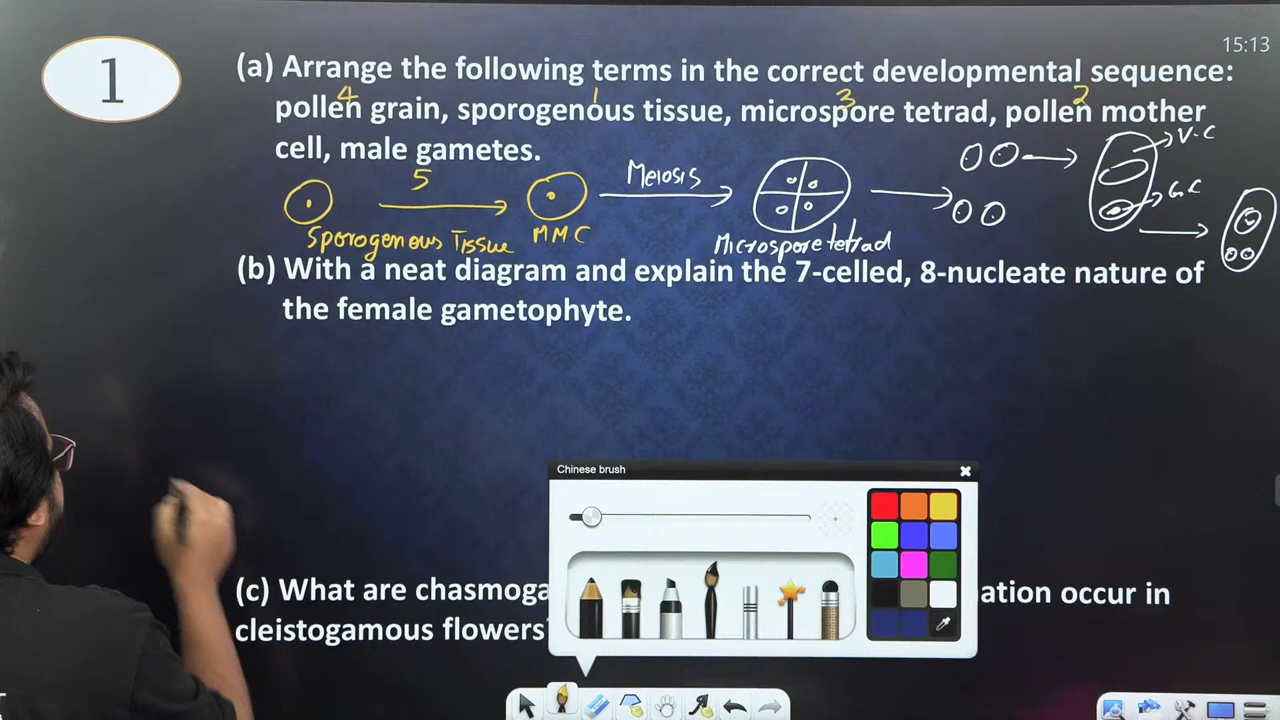 15:13
1
(a) Arrange the following terms in the correct developmental sequence:
4 1 3 2
pollen grain, sporogenous tissue, microspore tetrad, pollen mother
cell, male gametes.
5
Meiosis
V.C
G.C
Sporogenous Tissue
MMC
Microspore tetrad
(b) With a neat diagram and explain the 7-celled, 8-nucleate nature of
the female gametophyte.
Chinese brush
(c) What are chasmoga ation occur in
cleistogamous flowers